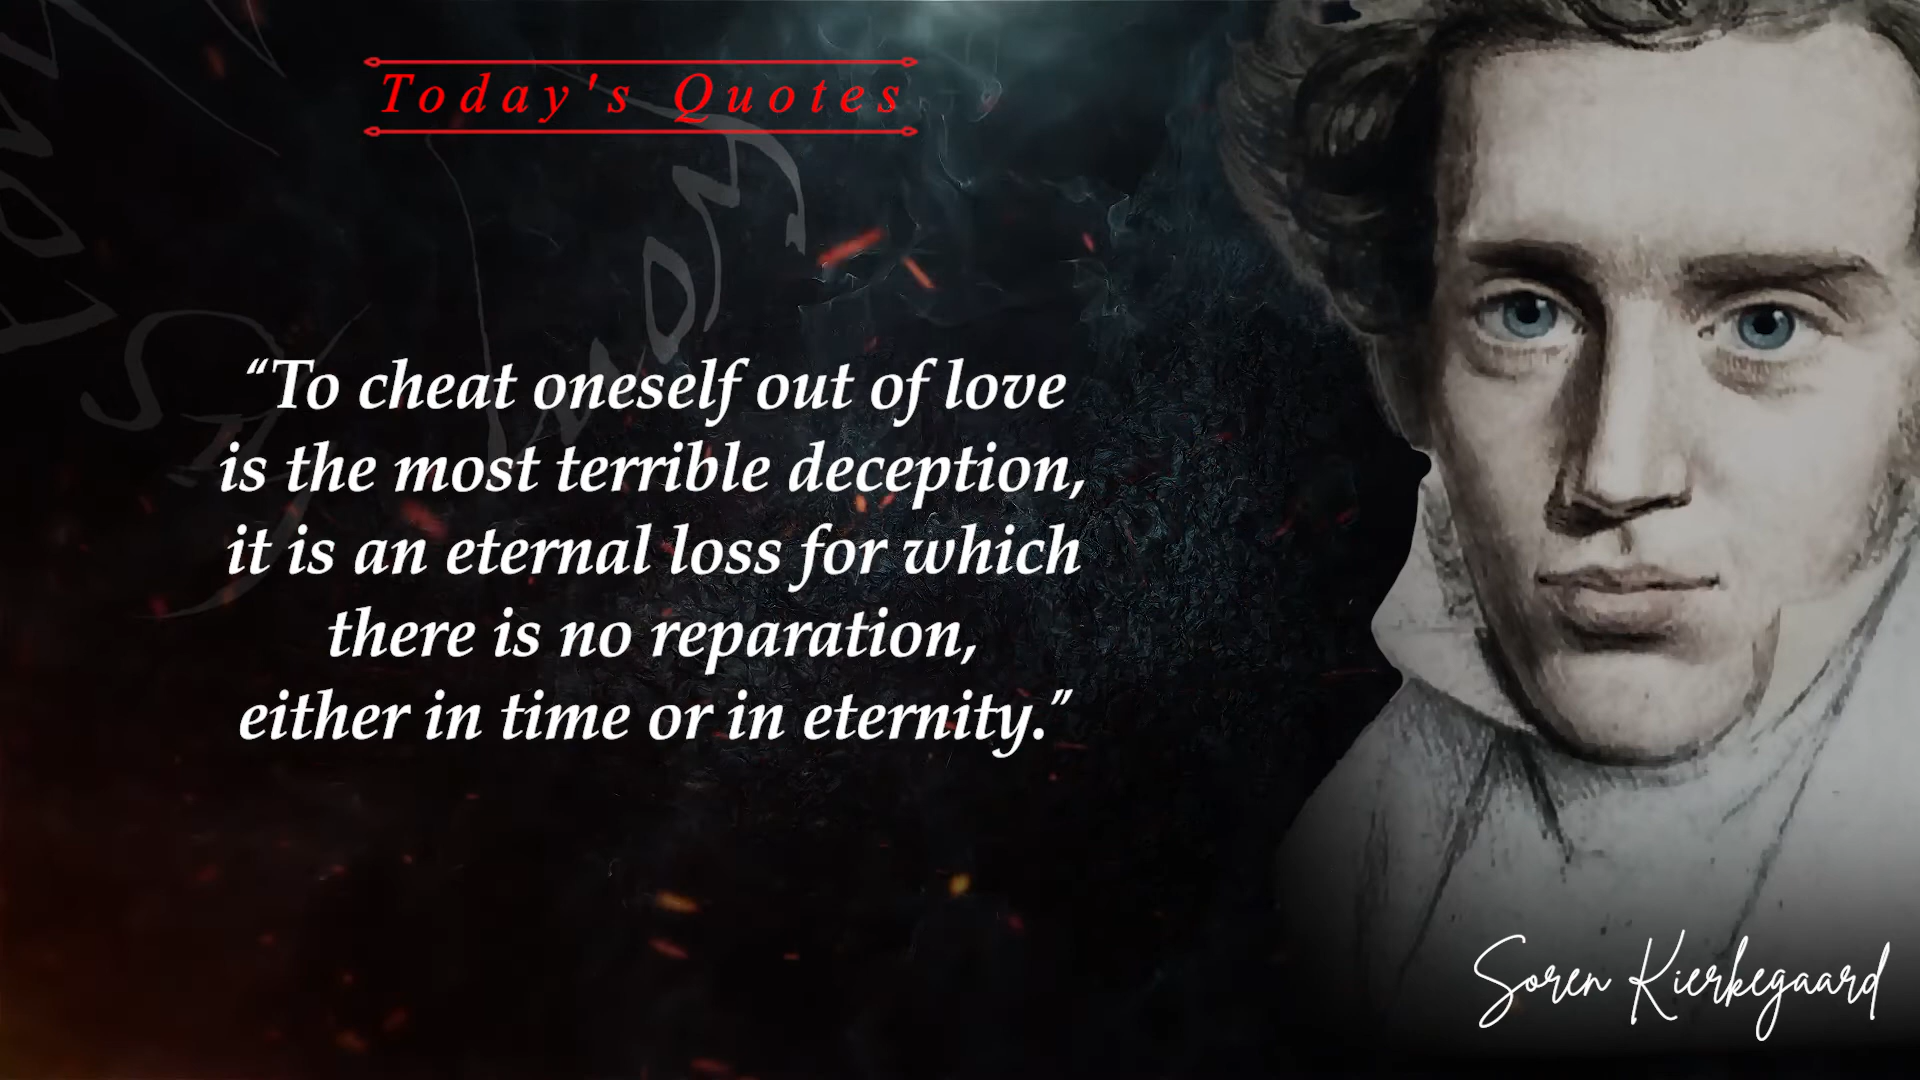 Today's Quotes
“To cheat oneself out of love
is the most terrible deception,
it is an eternal loss for which
there is no reparation,
either in time or in eternity.”
Soren Kierkegaard